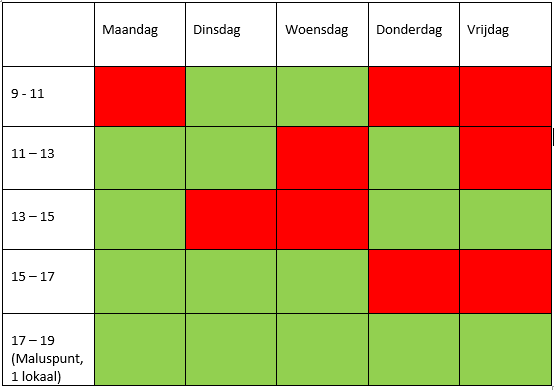 Maandag Dinsdag Woensdag Donderdag Vrijdag
9 - 11
11 – 13
13 – 15
15 – 17
17 – 19
(Maluspunt,
1 lokaal)